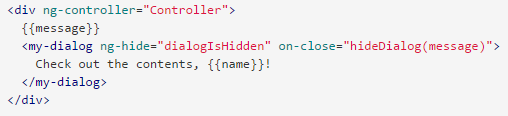 <div ng-controller="Controller">
  {{message}}
  <my-dialog ng-hide="dialogIsHidden" on-close="hideDialog(message)">
    Check out the contents, {{name}}!
  </my-dialog>
</div>